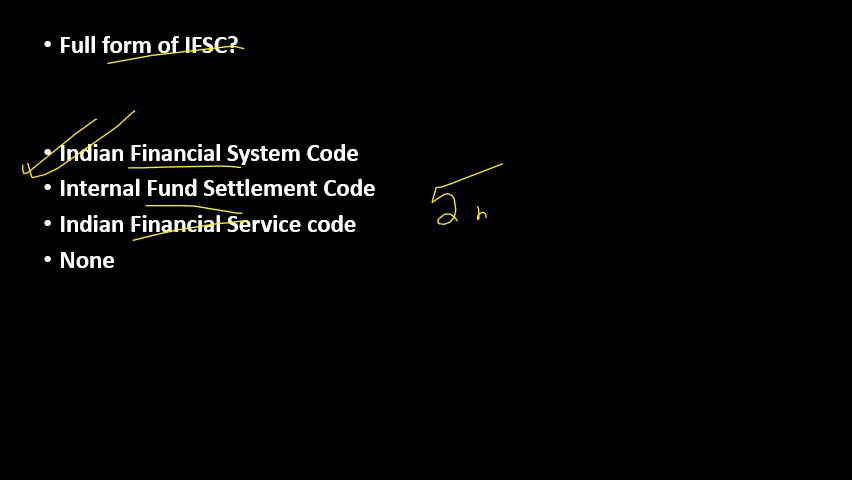 • Full form of IFSC?
• Indian Financial System Code
• Internal Fund Settlement Code
• Indian Financial Service code
• None